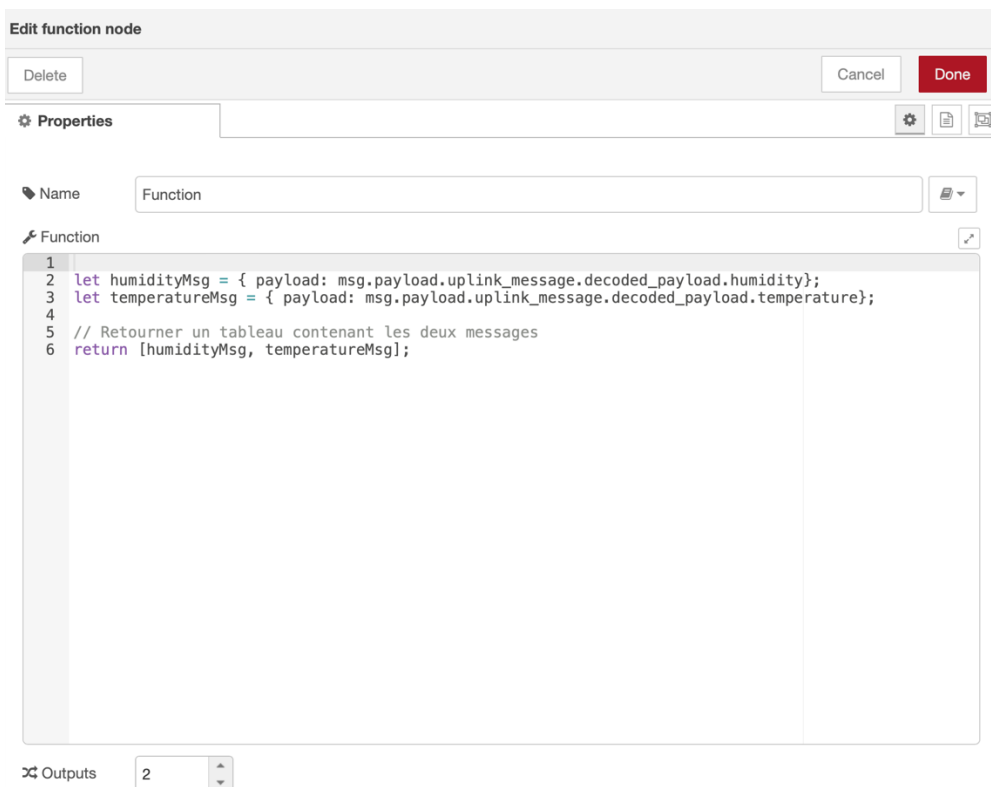 Edit function node
Delete
Cancel
Done
Properties
Name
Function
Function
1
2 let humidityMsg = { payload: msg.payload.uplink_message.decoded_payload.humidity};
3 let temperatureMsg = { payload: msg.payload.uplink_message.decoded_payload.temperature};
4
5 // Retourner un tableau contenant les deux messages
6 return [humidityMsg, temperatureMsg];
Outputs
2